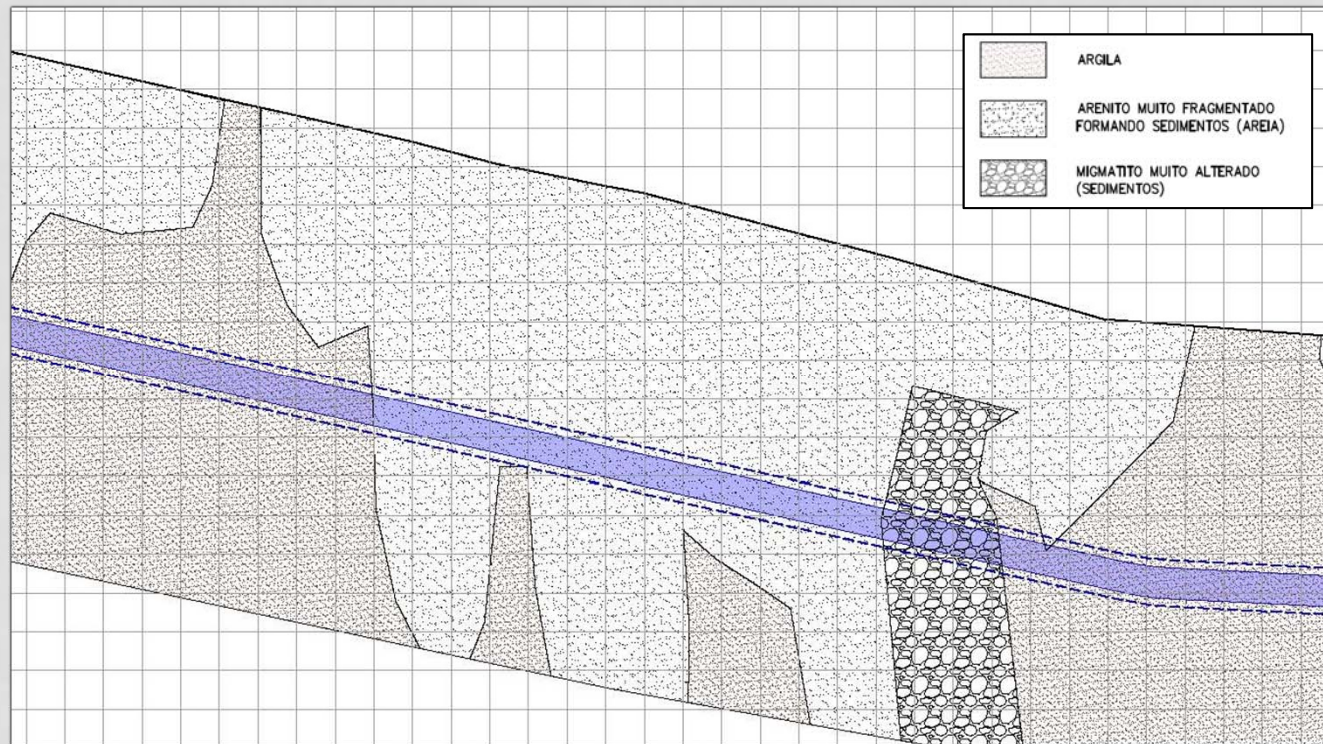 ARGILA
ARENITO MUITO FRAGMENTADO
FORMANDO SEDIMENTOS (AREIA)
MIGMATITO MUITO ALTERADO
(SEDIMENTOS)